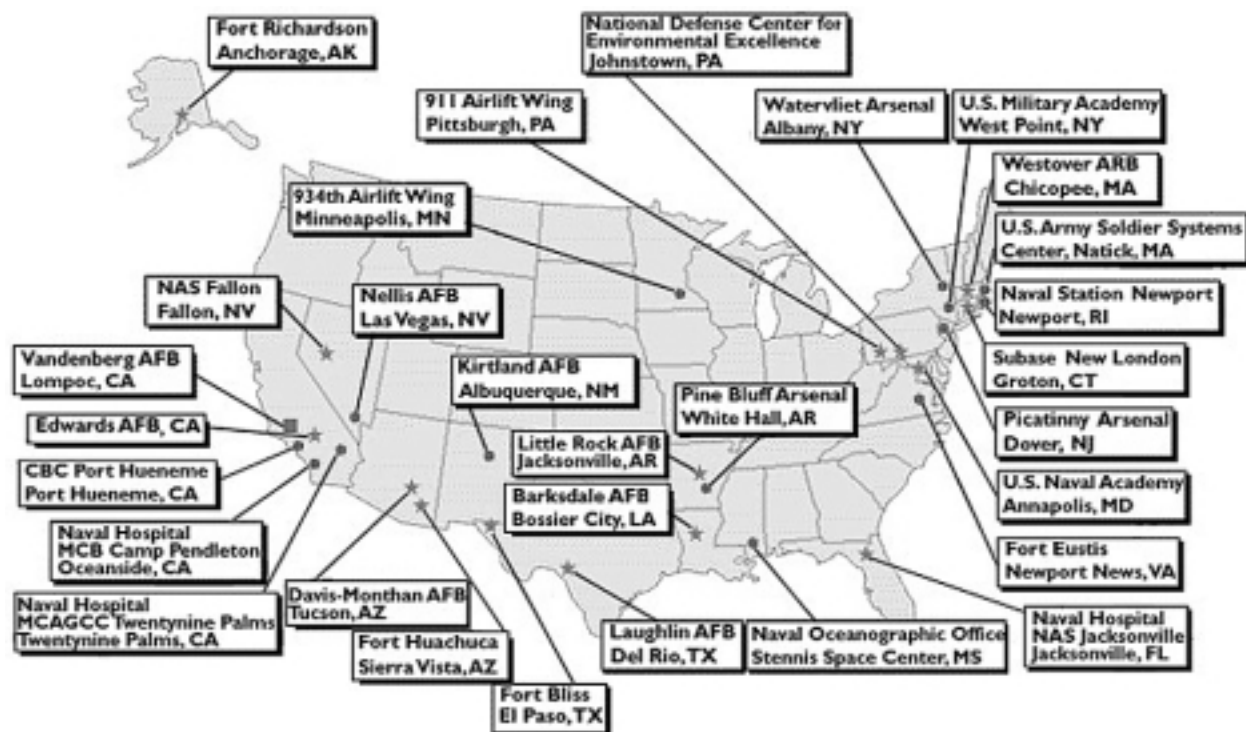 Fort Richardson
Anchorage, AK
National Defense Center for
Environmental Excellence
Johnstown, PA
911 Airlift Wing
Pittsburgh, PA
Watervliet Arsenal
Albany, NY
U.S. Military Academy
West Point, NY
Westover ARB
Chicopee, MA
934th Airlift Wing
Minneapolis, MN
U.S. Army Soldier Systems
Center, Natick, MA
NAS Fallon
Fallon, NV
Nellis AFB
Las Vegas, NV
Naval Station Newport
Newport, RI
Vandenberg AFB
Lompoc, CA
Kirtland AFB
Albuquerque, NM
Pine Bluff Arsenal
White Hall, AR
Subase New London
Groton, CT
Edwards AFB, CA
Little Rock AFB
Jacksonville, AR
Picatinny Arsenal
Dover, NJ
CBC Port Hueneme
Port Hueneme, CA
Barksdale AFB
Bossier City, LA
U.S. Naval Academy
Annapolis, MD
Naval Hospital
MCB Camp Pendleton
Oceanside, CA
Fort Eustis
Newport News, VA
Naval Hospital
MCAGCC Twentynine Palms
Twentynine Palms, CA
Davis-Monthan AFB
Tucson, AZ
Fort Huachuca
Sierra Vista, AZ
Fort Bliss
El Paso, TX
Laughlin AFB
Del Rio, TX
Naval Oceanographic Office
Stennis Space Center, MS
Naval Hospital
NAS Jacksonville
Jacksonville, FL